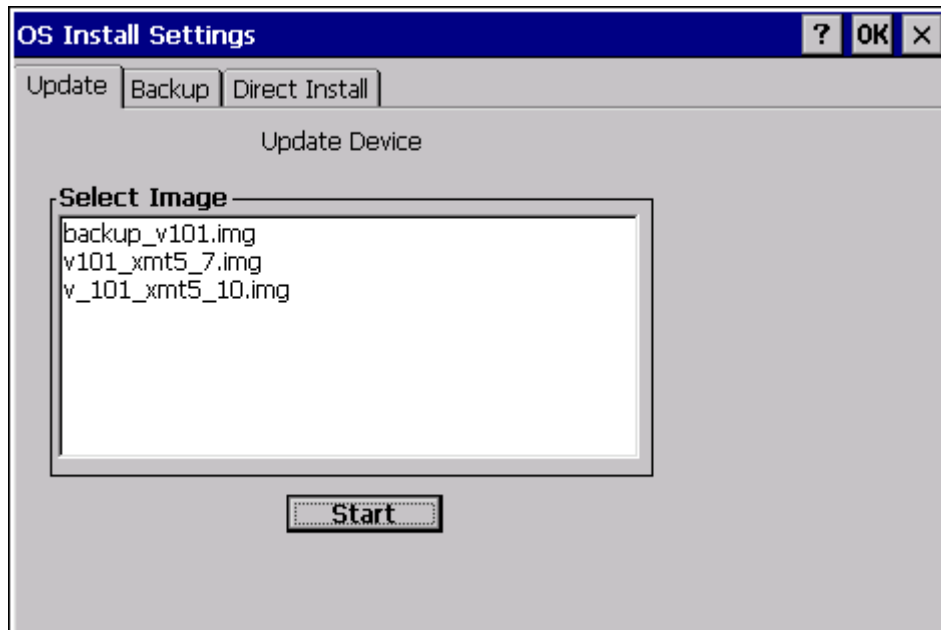 OS Install Settings ? OK ×
Update Backup Direct Install
Update Device
Select Image
backup_v101.img
v101_xmt5_7.img
v_101_xmt5_10.img
Start